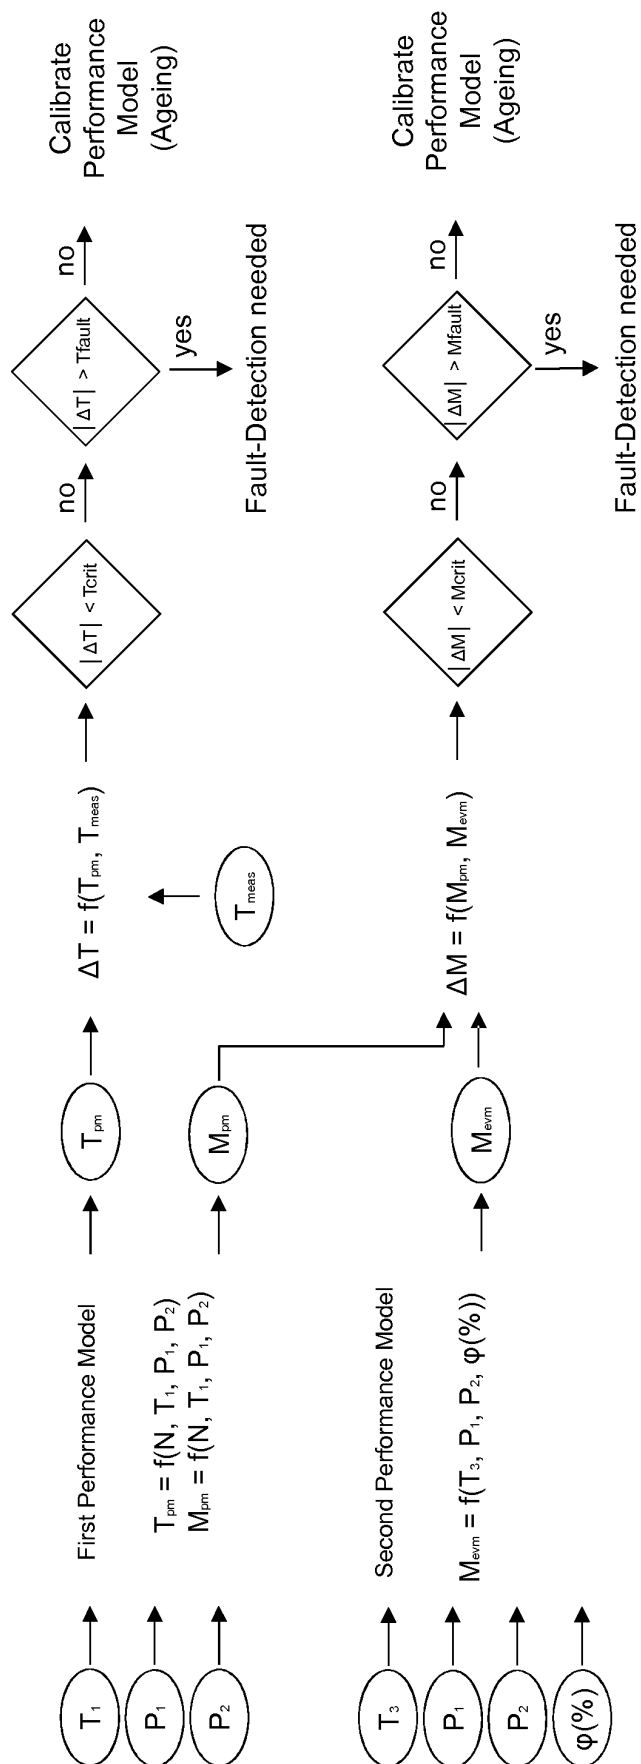 T₁
P₁
P₂
First Performance Model
Tpm = f(N, T₁, P₁, P₂)
Mpm = f(N, T₁, P₁, P₂)
Tpm
Mpm
ΔT = f(Tpm, Tmeas)
Tmeas
|ΔT| < Tcrit
no
|ΔT| > Tfault
no
yes
Calibrate
Performance
Model
(Ageing)
Fault-Detection needed
T₃
P₁
P₂
φ(%)
Second Performance Model
Mevm = f(T₃, P₁, P₂, φ(%))
Mevm
ΔM = f(Mpm, Mevm)
|ΔM| < Mcrit
no
|ΔM| > Mfault
no
yes
Calibrate
Performance
Model
(Ageing)
Fault-Detection needed